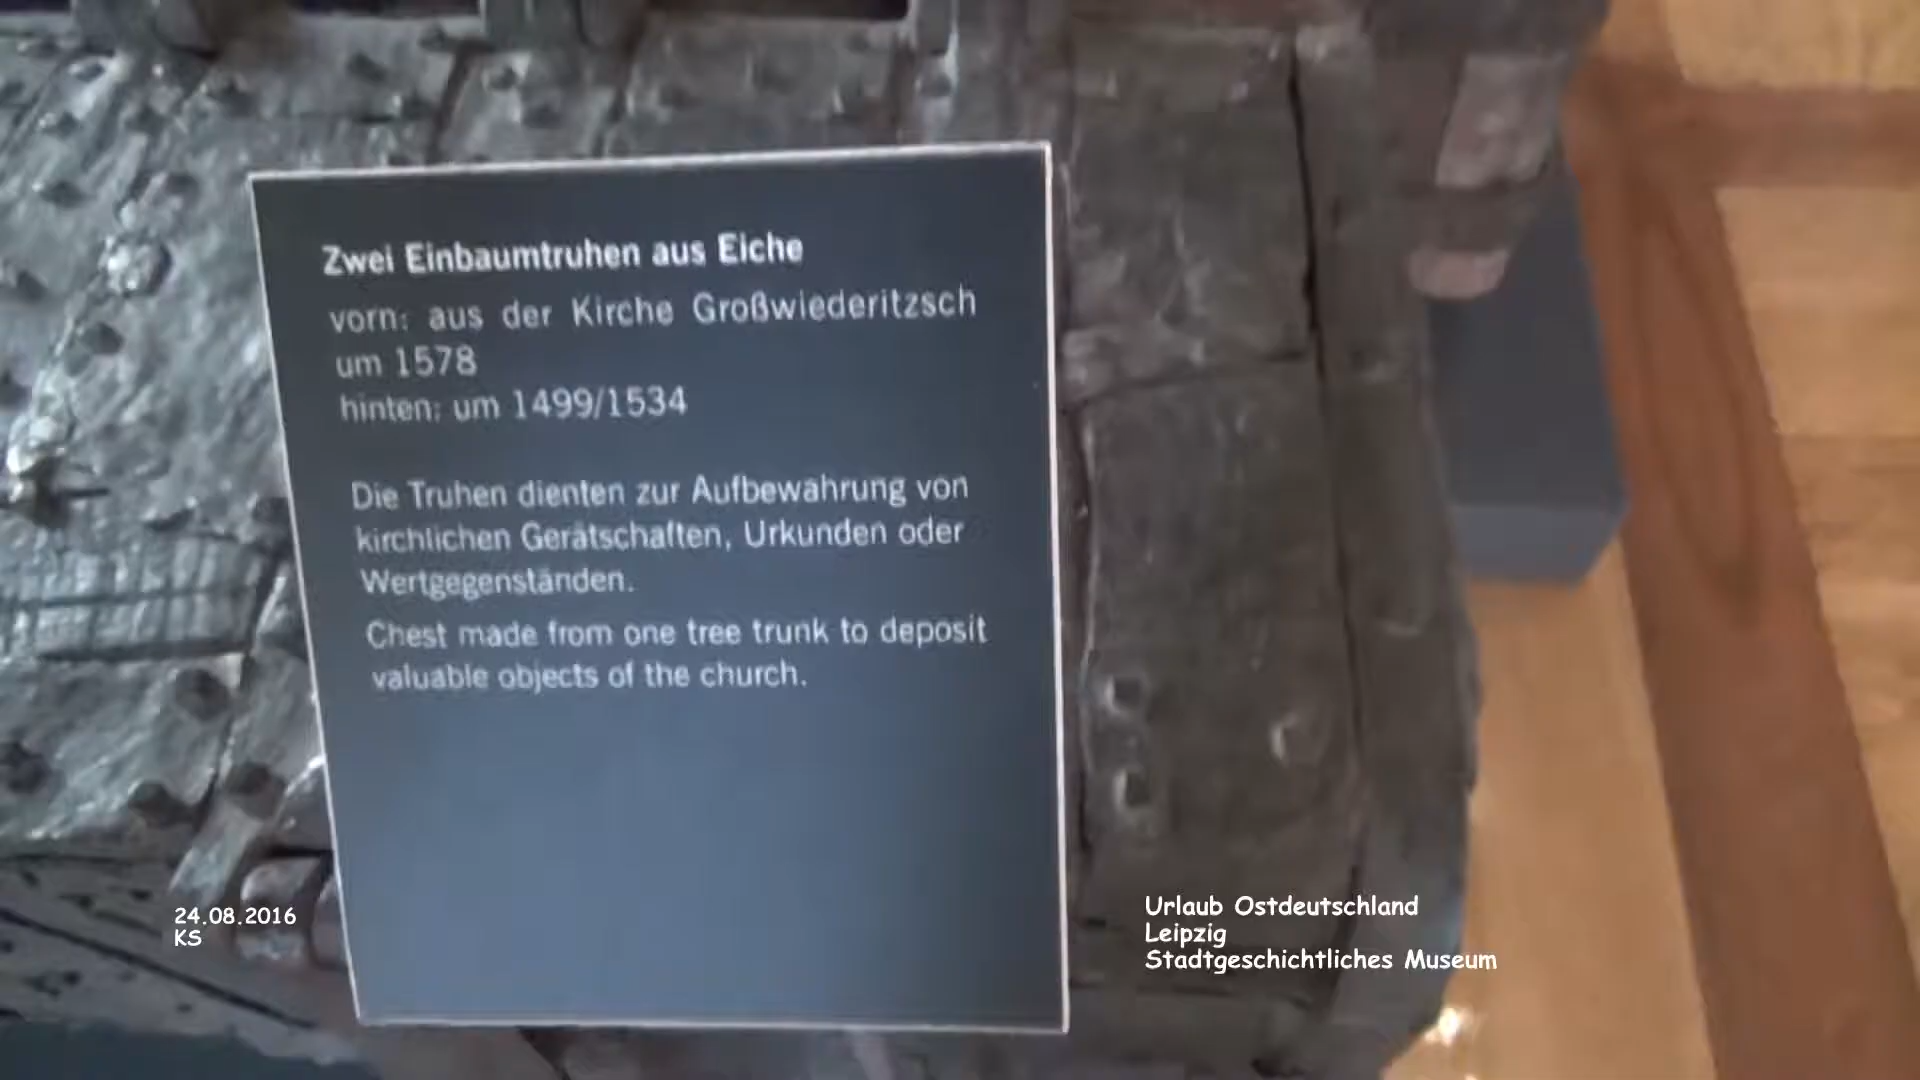 Zwei Einbaumtruhen aus Eiche
vorn: aus der Kirche Großwiederitzsch
um 1578
hinten: um 1499/1534
Die Truhen dienten zur Aufbewahrung von
kirchlichen Gerätschaften, Urkunden oder
Wertgegenständen.
Chest made from one tree trunk to deposit
valuable objects of the church.
24.08.2016
KS
Urlaub Ostdeutschland
Leipzig
Stadtgeschichtliches Museum